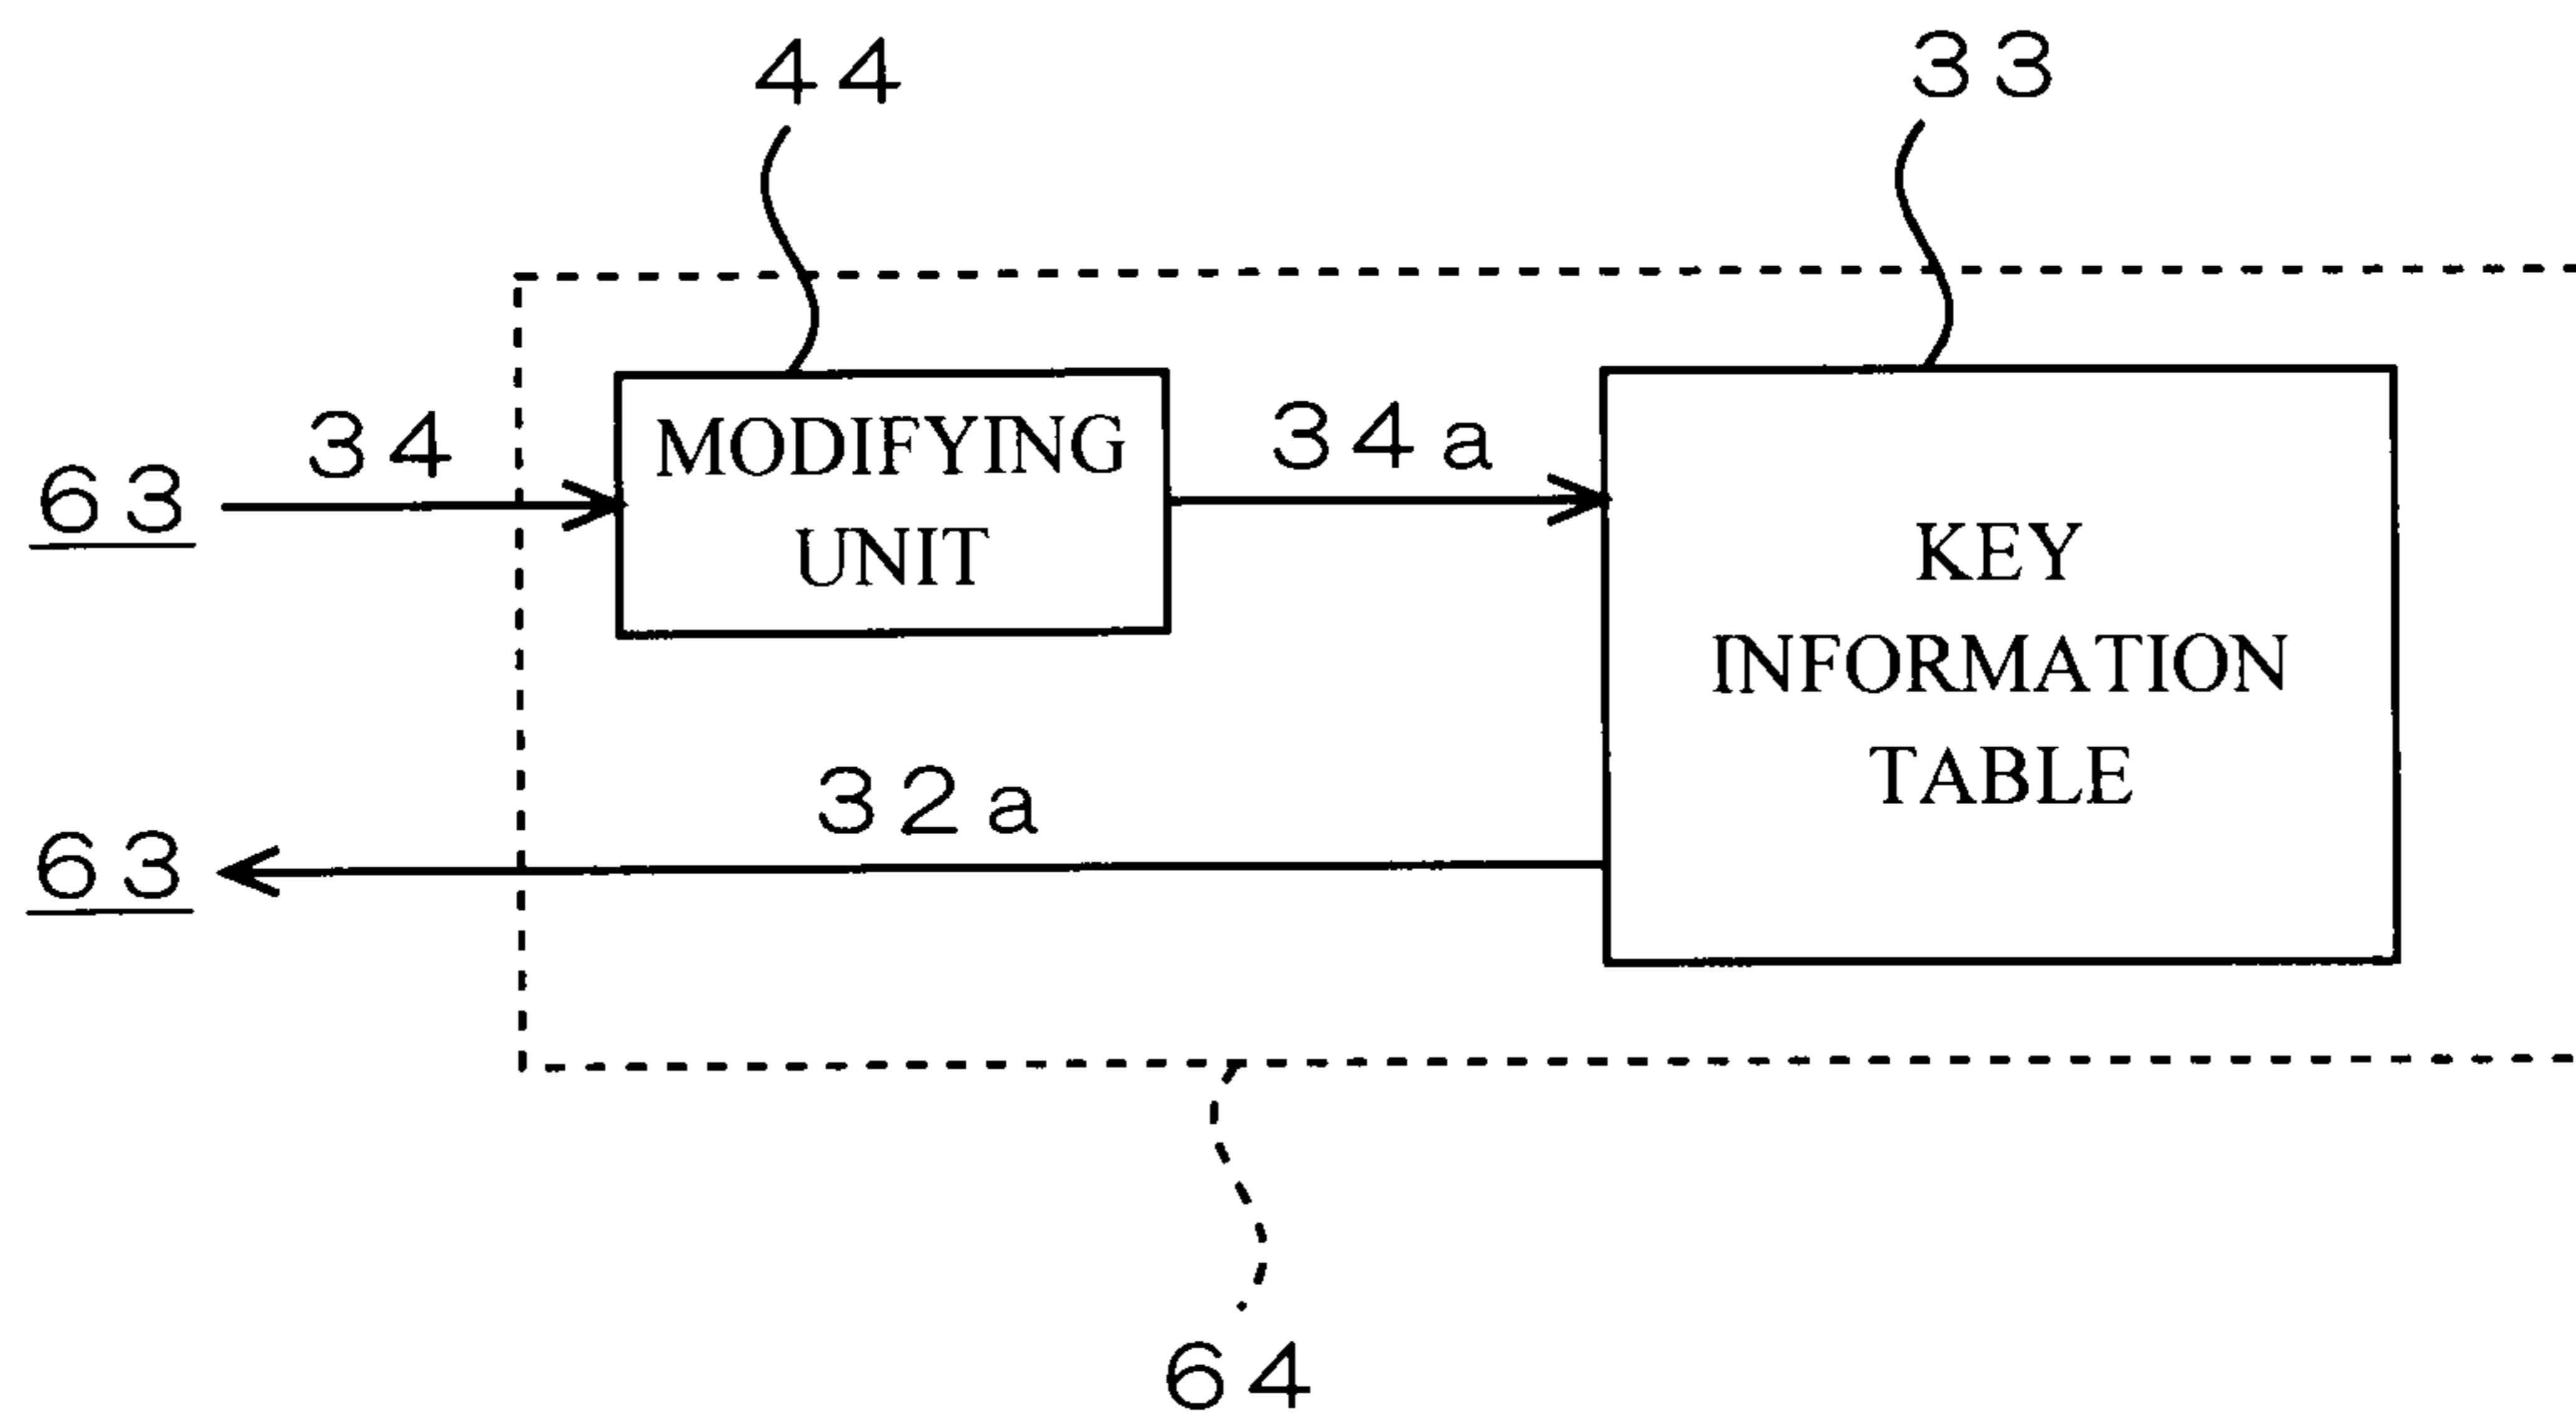 44
33
34
63
MODIFYING
UNIT
34a
KEY
INFORMATION
TABLE
32a
63
64